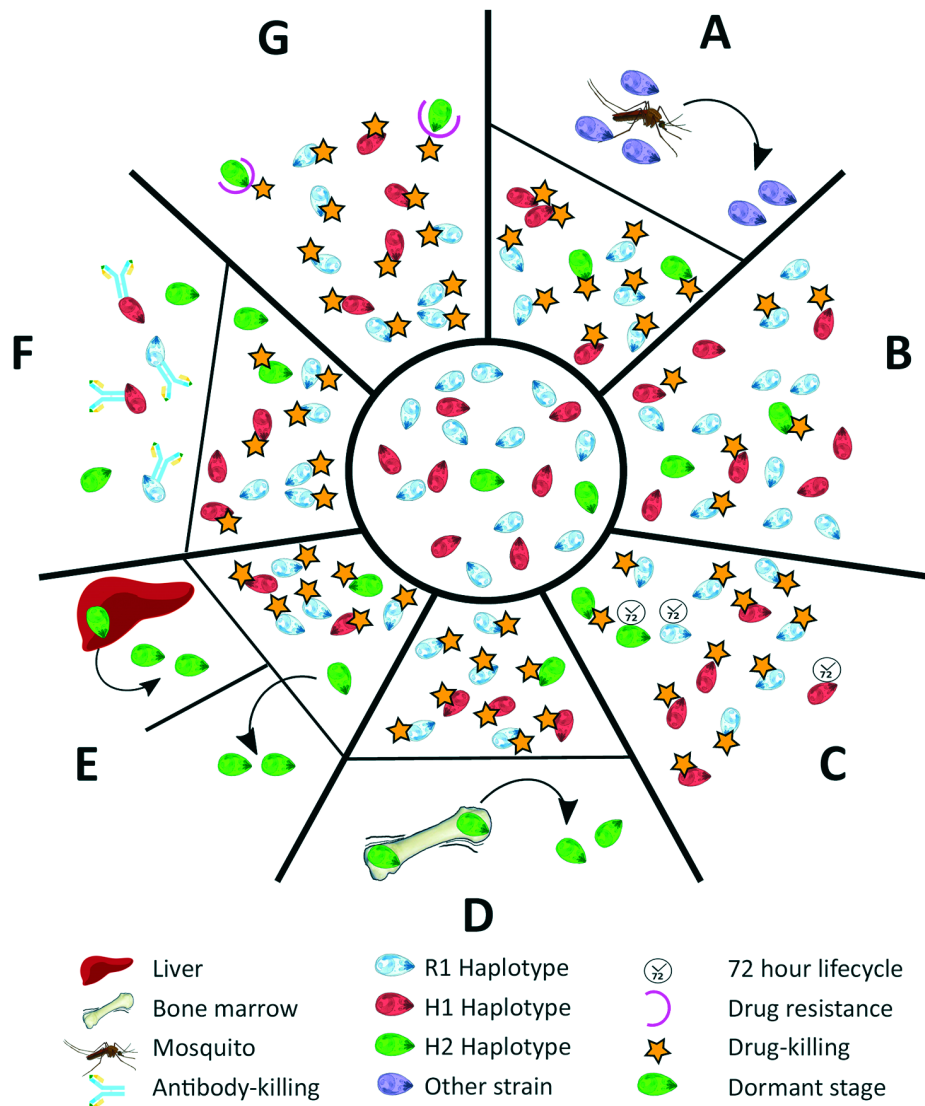 G
A
F
B
72
72
72
E
C
D
Liver
R1 Haplotype
72
72 hour lifecycle
Bone marrow
H1 Haplotype
Drug resistance
Mosquito
H2 Haplotype
Drug-killing
Antibody-killing
Other strain
Dormant stage